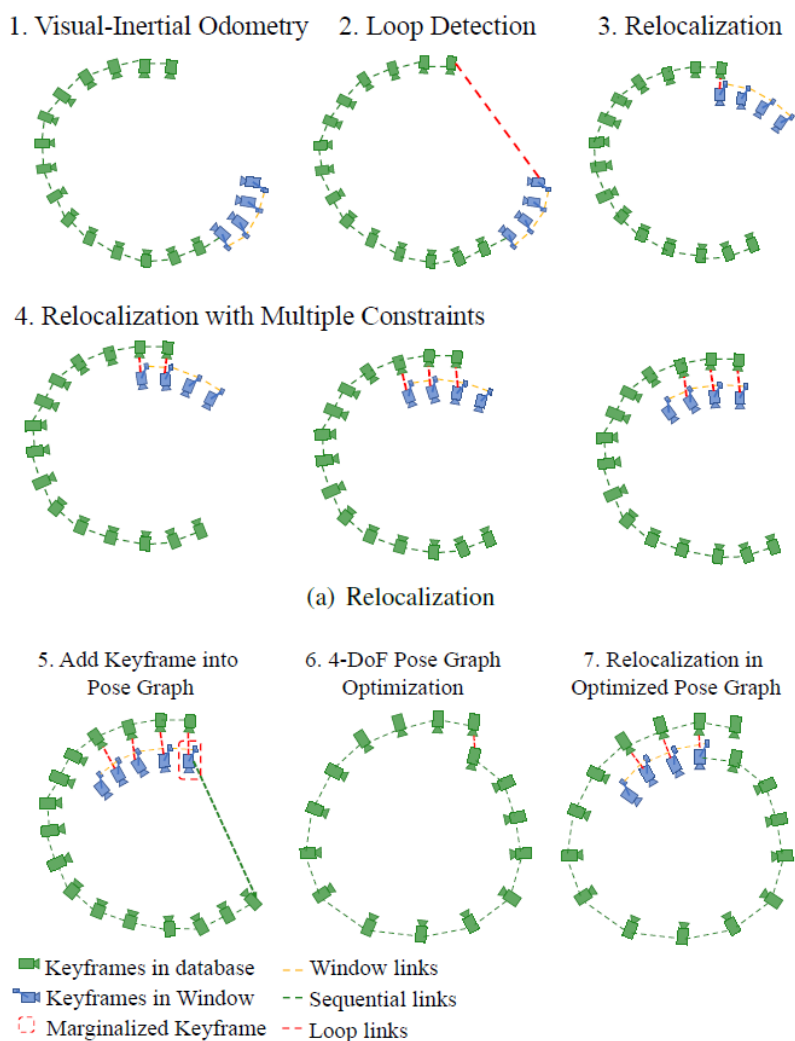 1. Visual-Inertial Odometry
2. Loop Detection
3. Relocalization
4. Relocalization with Multiple Constraints
(a) Relocalization
5. Add Keyframe into
Pose Graph
6. 4-DoF Pose Graph
Optimization
7. Relocalization in
Optimized Pose Graph
Keyframes in database
Keyframes in Window
Marginalized Keyframe
Window links
Sequential links
Loop links